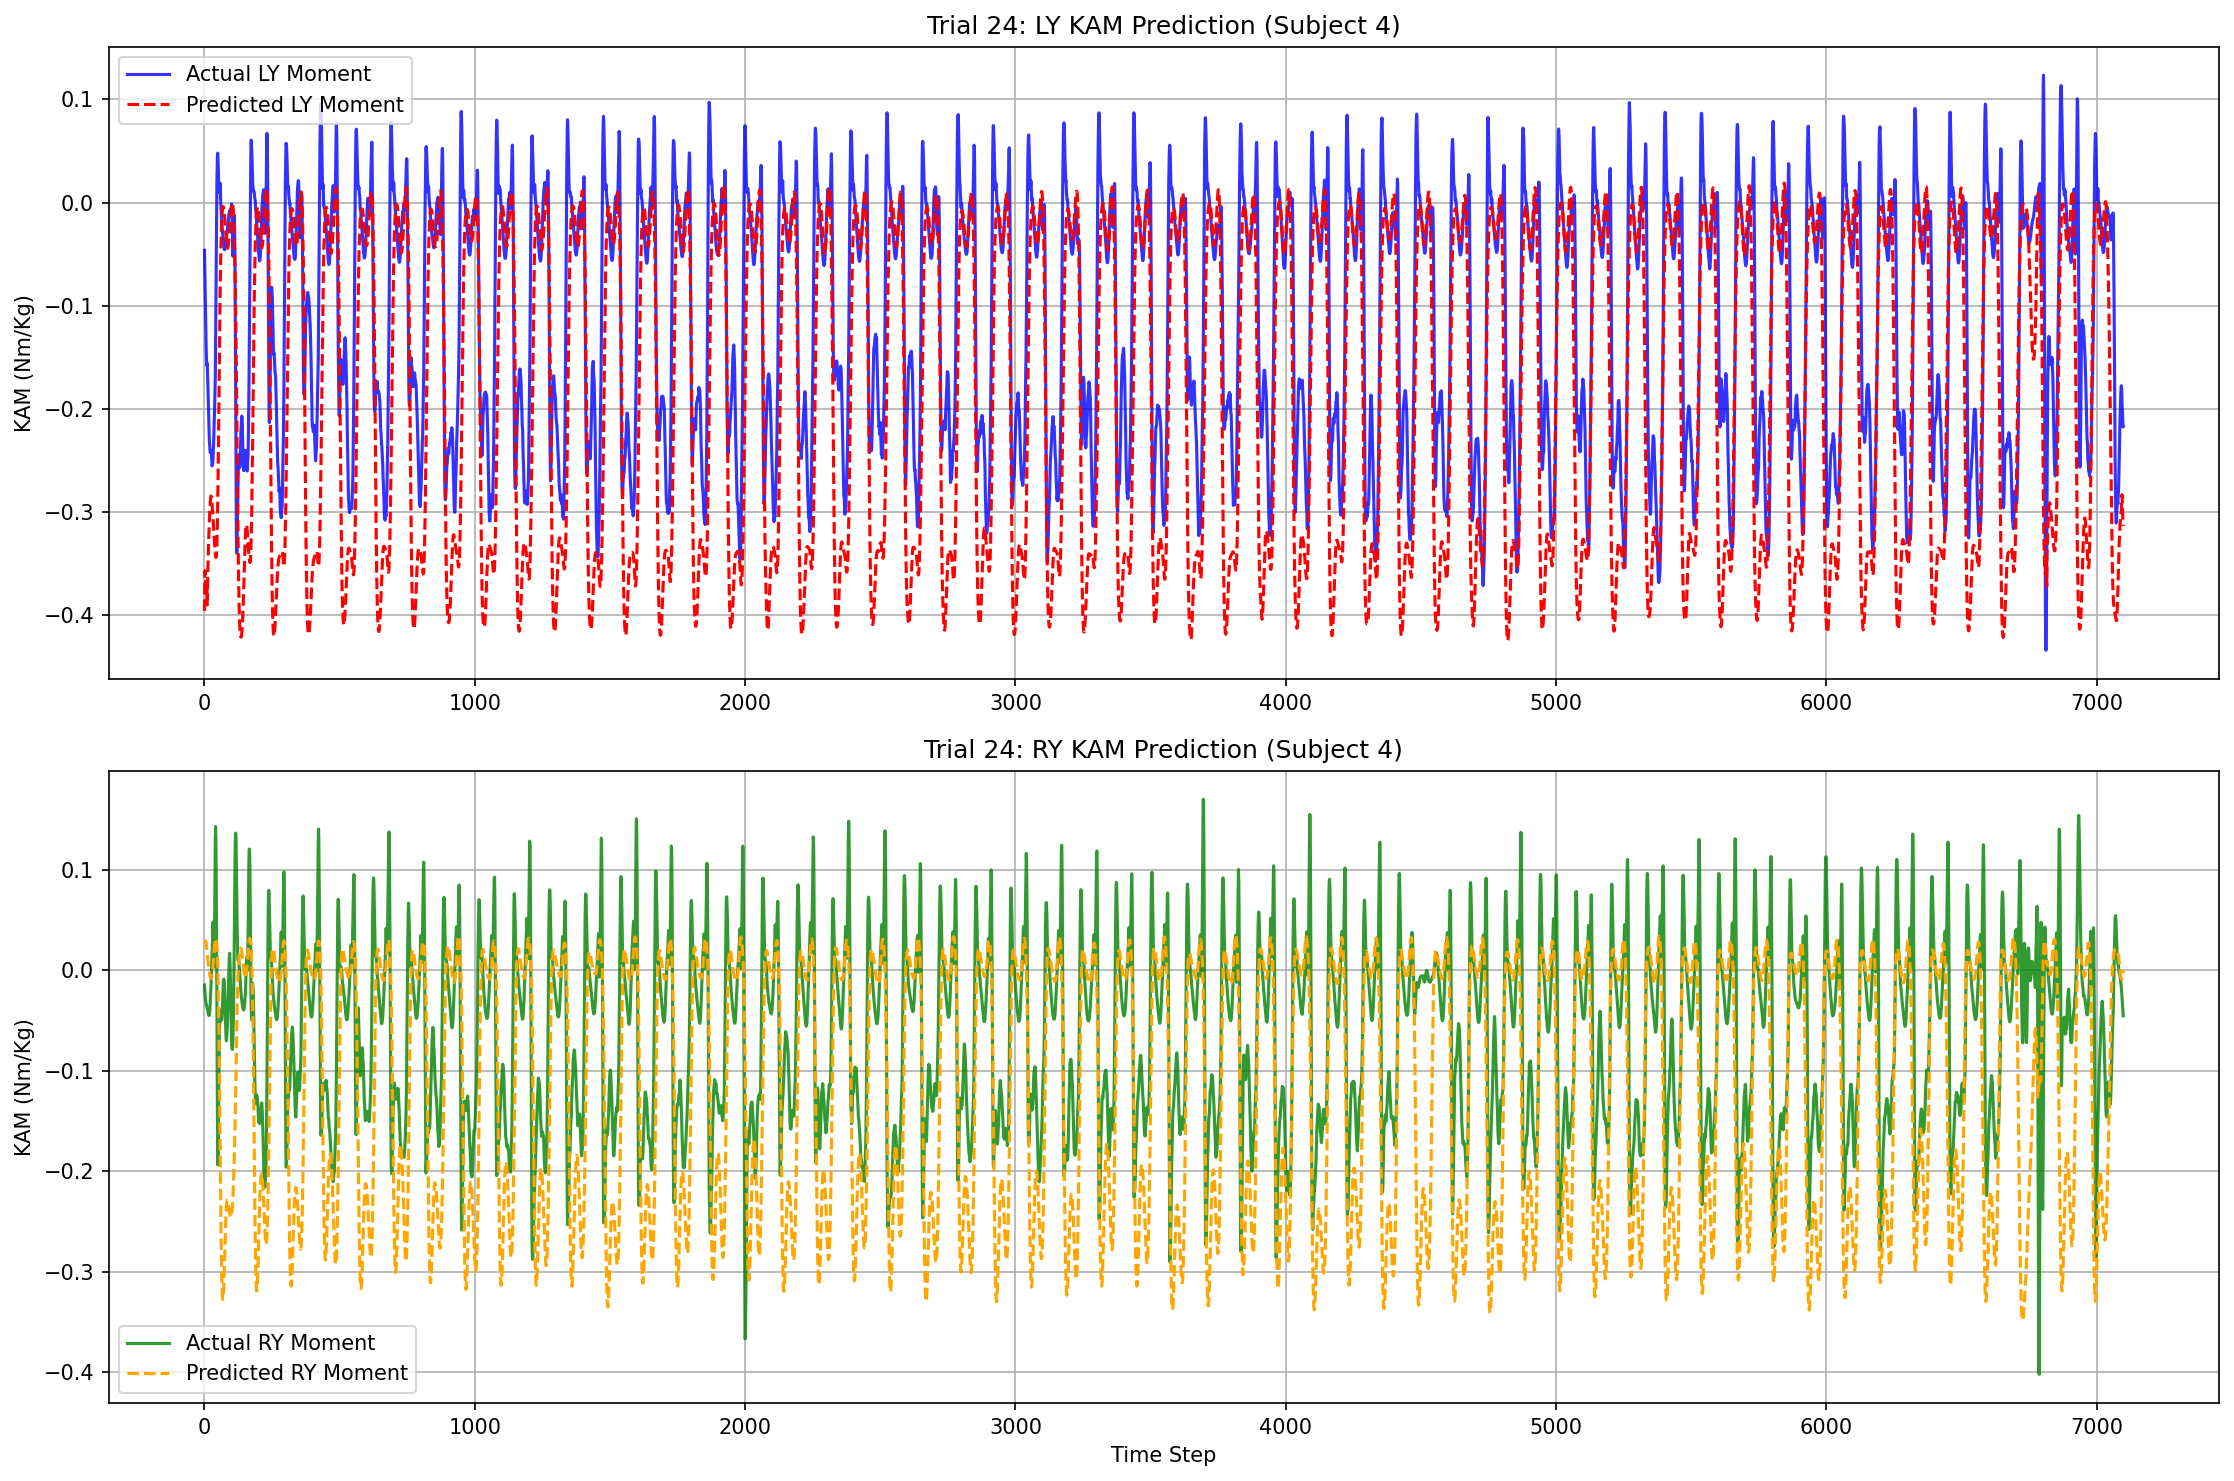 Trial 24: LY KAM Prediction (Subject 4)
Actual LY Moment
Predicted LY Moment
KAM (Nm/Kg)
0.1
0.0
−0.1
−0.2
−0.3
−0.4
0 1000 2000 3000 4000 5000 6000 7000
Trial 24: RY KAM Prediction (Subject 4)
KAM (Nm/Kg)
0.1
0.0
−0.1
−0.2
−0.3
−0.4
Actual RY Moment
Predicted RY Moment
0 1000 2000 3000 4000 5000 6000 7000
Time Step